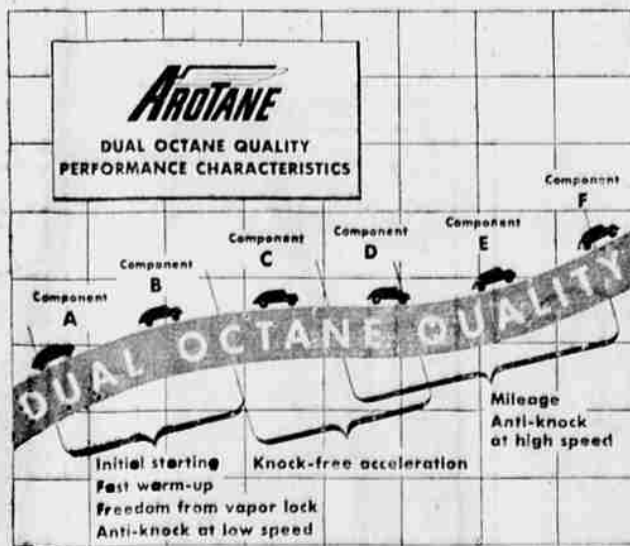 AROTANE
DUAL OCTANE QUALITY
PERFORMANCE CHARACTERISTICS
Component
A
Component
B
Component
C
Component
D
Component
E
Component
F
DUAL OCTANE QUALITY
Initial starting
Fast warm-up
Freedom from vapor lock
Anti-knock at low speed
Knock-free acceleration
Mileage
Anti-knock
at high speed